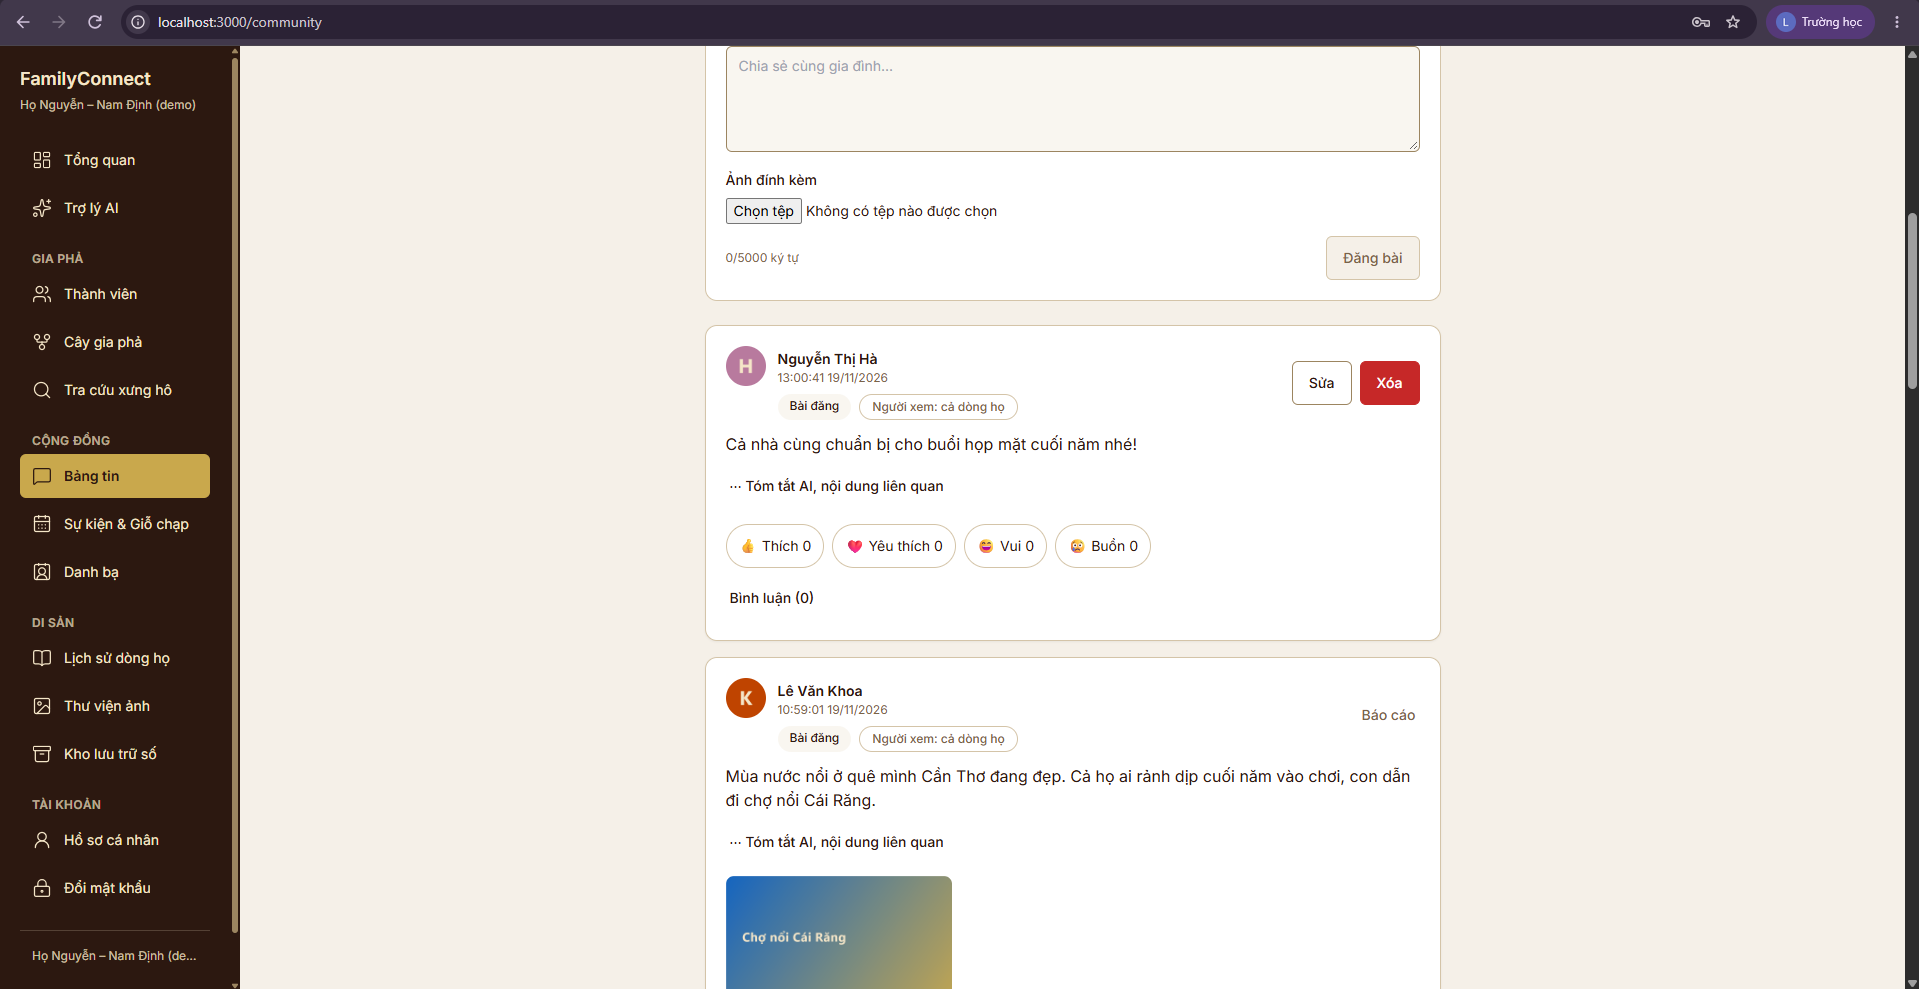 localhost:3000/community
L Trường học
FamilyConnect
Họ Nguyễn – Nam Định (demo)
Tổng quan
Trợ lý AI
GIA PHẢ
Thành viên
Cây gia phả
Tra cứu xưng hô
CỘNG ĐỒNG
Bảng tin
Sự kiện & Giỗ chạp
Danh bạ
DI SẢN
Lịch sử dòng họ
Thư viện ảnh
Kho lưu trữ số
TÀI KHOẢN
Hồ sơ cá nhân
Đổi mật khẩu
Họ Nguyễn – Nam Định (de...
Chia sẻ cùng gia đình...
Ảnh đính kèm
Chọn tệp Không có tệp nào được chọn
0/5000 ký tự
Đăng bài
H
Nguyễn Thị Hà
13:00:41 19/11/2026
Bài đăng Người xem: cả dòng họ
Sửa Xóa
Cả nhà cùng chuẩn bị cho buổi họp mặt cuối năm nhé!
··· Tóm tắt AI, nội dung liên quan
👍 Thích 0 ❤️ Yêu thích 0 😄 Vui 0 😢 Buồn 0
Bình luận (0)
K
Lê Văn Khoa
10:59:01 19/11/2026
Bài đăng Người xem: cả dòng họ
Báo cáo
Mùa nước nổi ở quê mình Cần Thơ đang đẹp. Cả họ ai rảnh dịp cuối năm vào chơi, con dẫn
đi chợ nổi Cái Răng.
··· Tóm tắt AI, nội dung liên quan
Chợ nổi Cái Răng